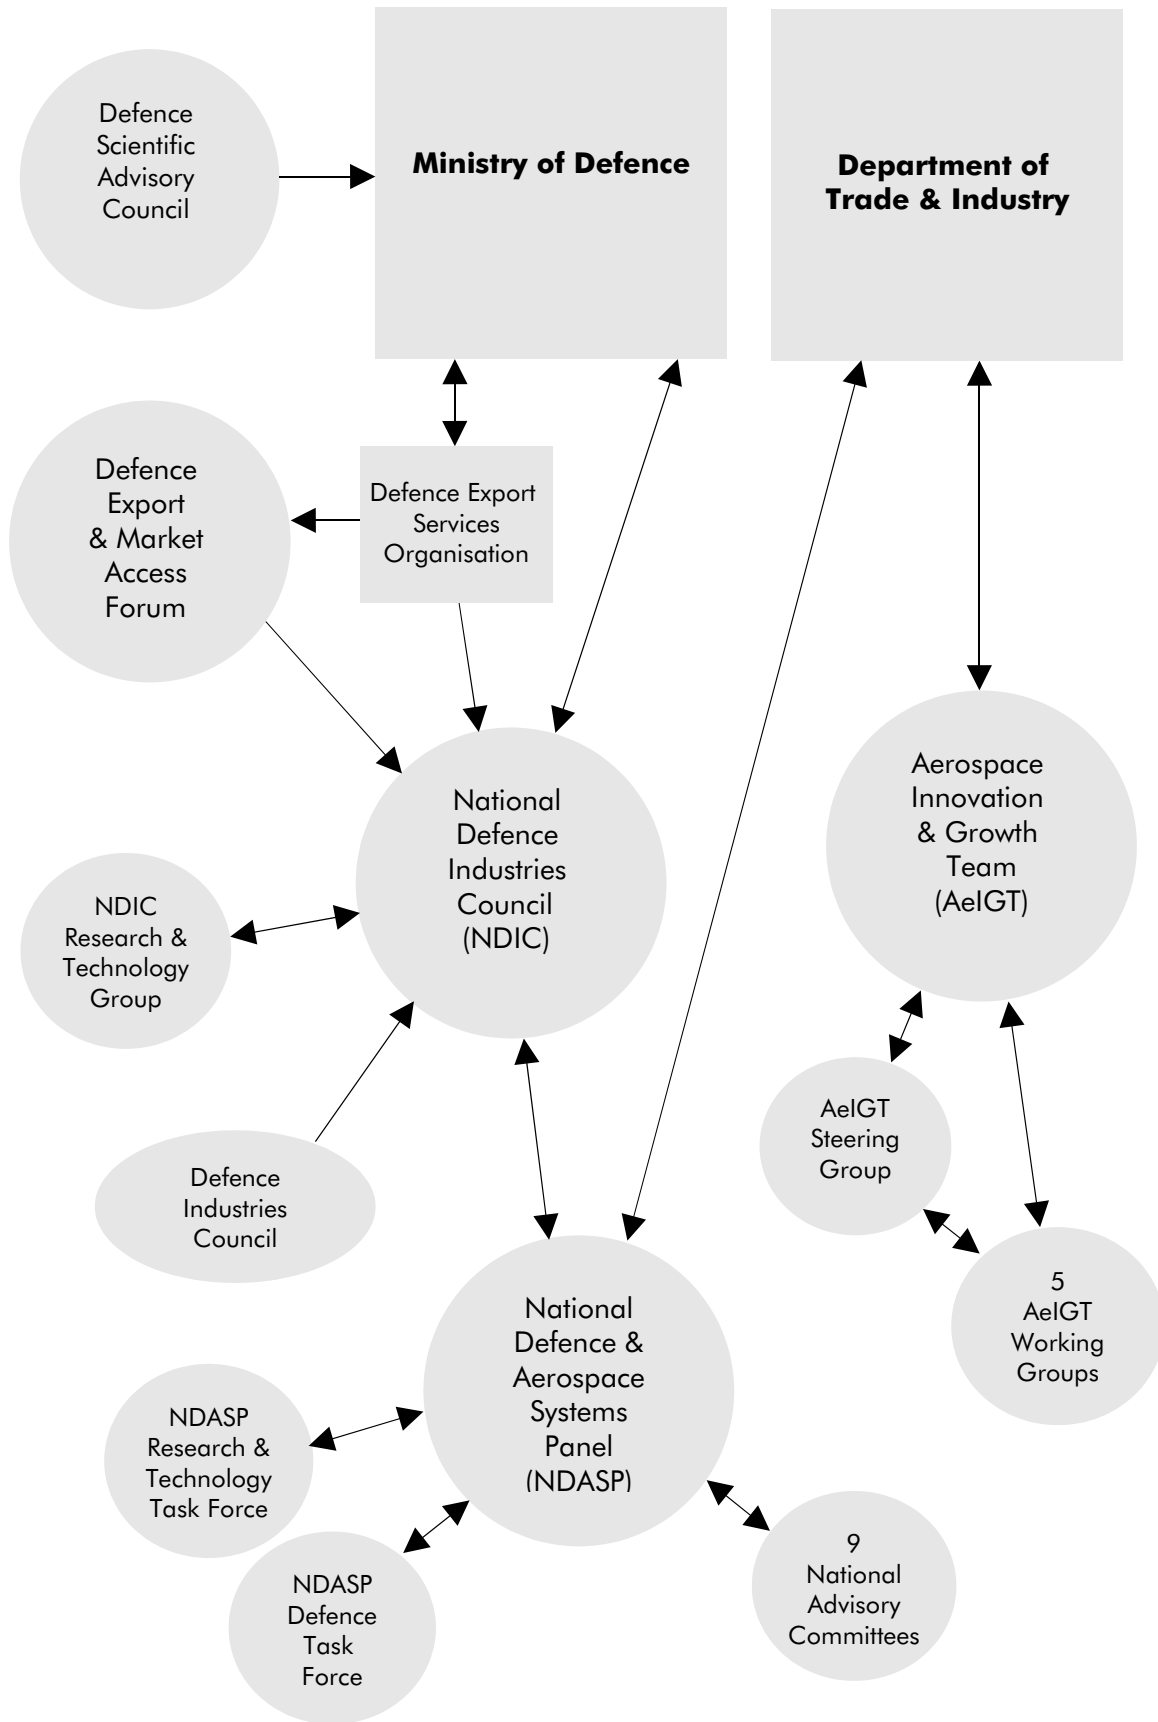 Defence
Scientific
Advisory
Council
Ministry of Defence
Department of
Trade & Industry
Defence
Export
& Market
Access
Forum
Defence Export
Services
Organisation
National
Defence
Industries
Council
(NDIC)
Aerospace
Innovation
& Growth
Team
(AeIGT)
NDIC
Research &
Technology
Group
AeIGT
Steering
Group
Defence
Industries
Council
5
AeIGT
Working
Groups
National
Defence &
Aerospace
Systems
Panel
(NDASP)
NDASP
Research &
Technology
Task Force
NDASP
Defence
Task
Force
9
National
Advisory
Committees